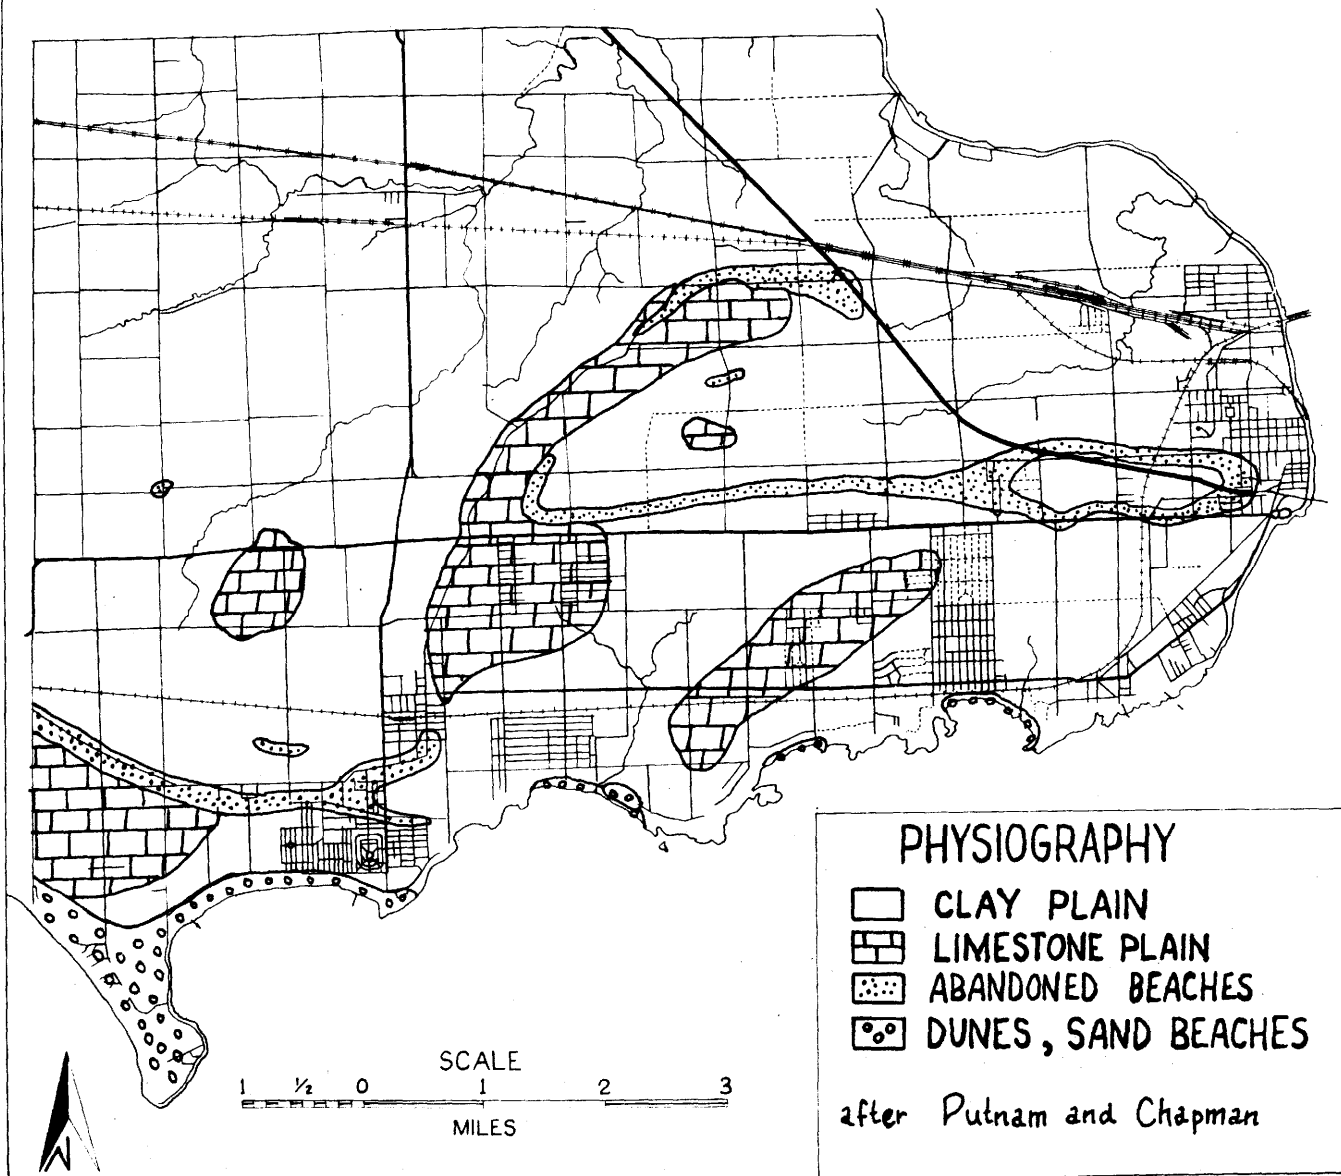 PHYSIOGRAPHY
CLAY PLAIN
LIMESTONE PLAIN
ABANDONED BEACHES
DUNES, SAND BEACHES
after Putnam and Chapman
SCALE
1 ½ 0 1 2 3
MILES
N